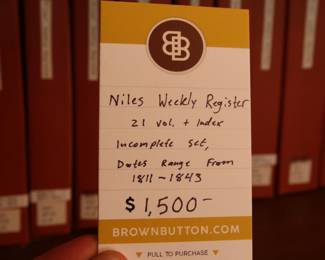 Niles Weekly Register
21 vol. + Index
Incomplete set,
Dates Range From
1811-1843
$1,500-
BROWNBUTTON.COM
PULL TO PURCHASE